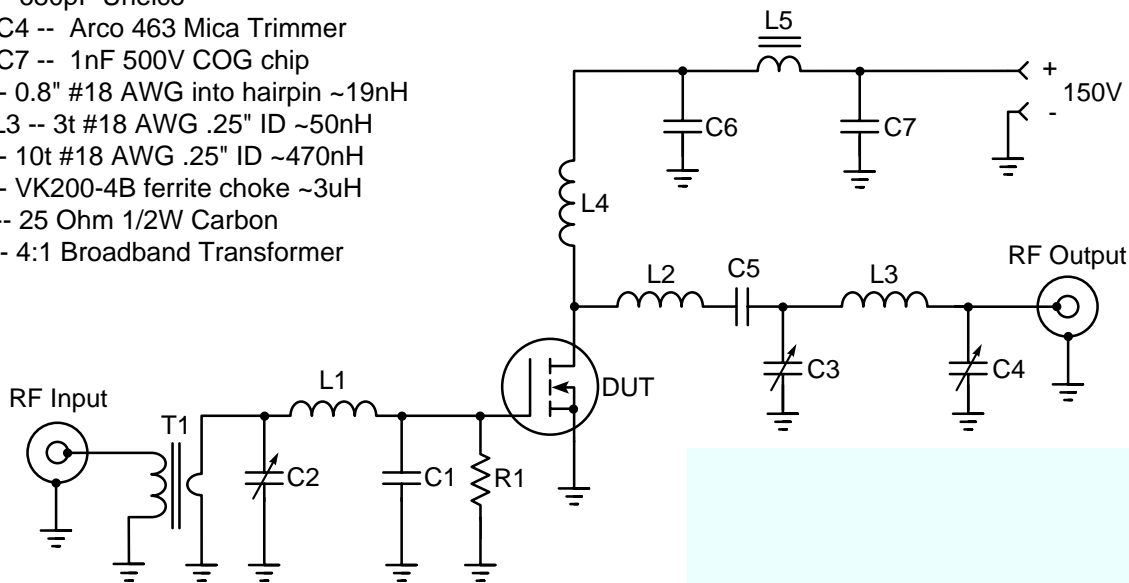 C4 -- Arco 463 Mica Trimmer
C7 -- 1nF 500V COG chip
- 0.8" #18 AWG into hairpin ~19nH
L3 -- 3t #18 AWG .25" ID ~50nH
- 10t #18 AWG .25" ID ~470nH
- VK200-4B ferrite choke ~3uH
-- 25 Ohm 1/2W Carbon
- 4:1 Broadband Transformer
L5
+
150V
-
C6
C7
L4
RF Output
L2
C5
L3
C3
C4
DUT
L1
RF Input
T1
C2
C1
R1